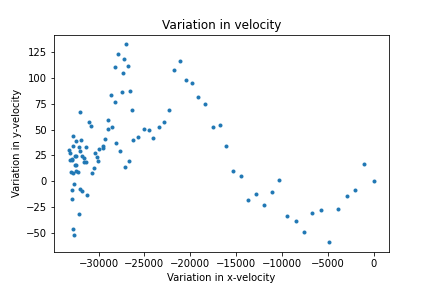 Variation in velocity
Variation in y-velocity
125
100
75
50
25
0
−25
−50
−30000 −25000 −20000 −15000 −10000 −5000 0
Variation in x-velocity